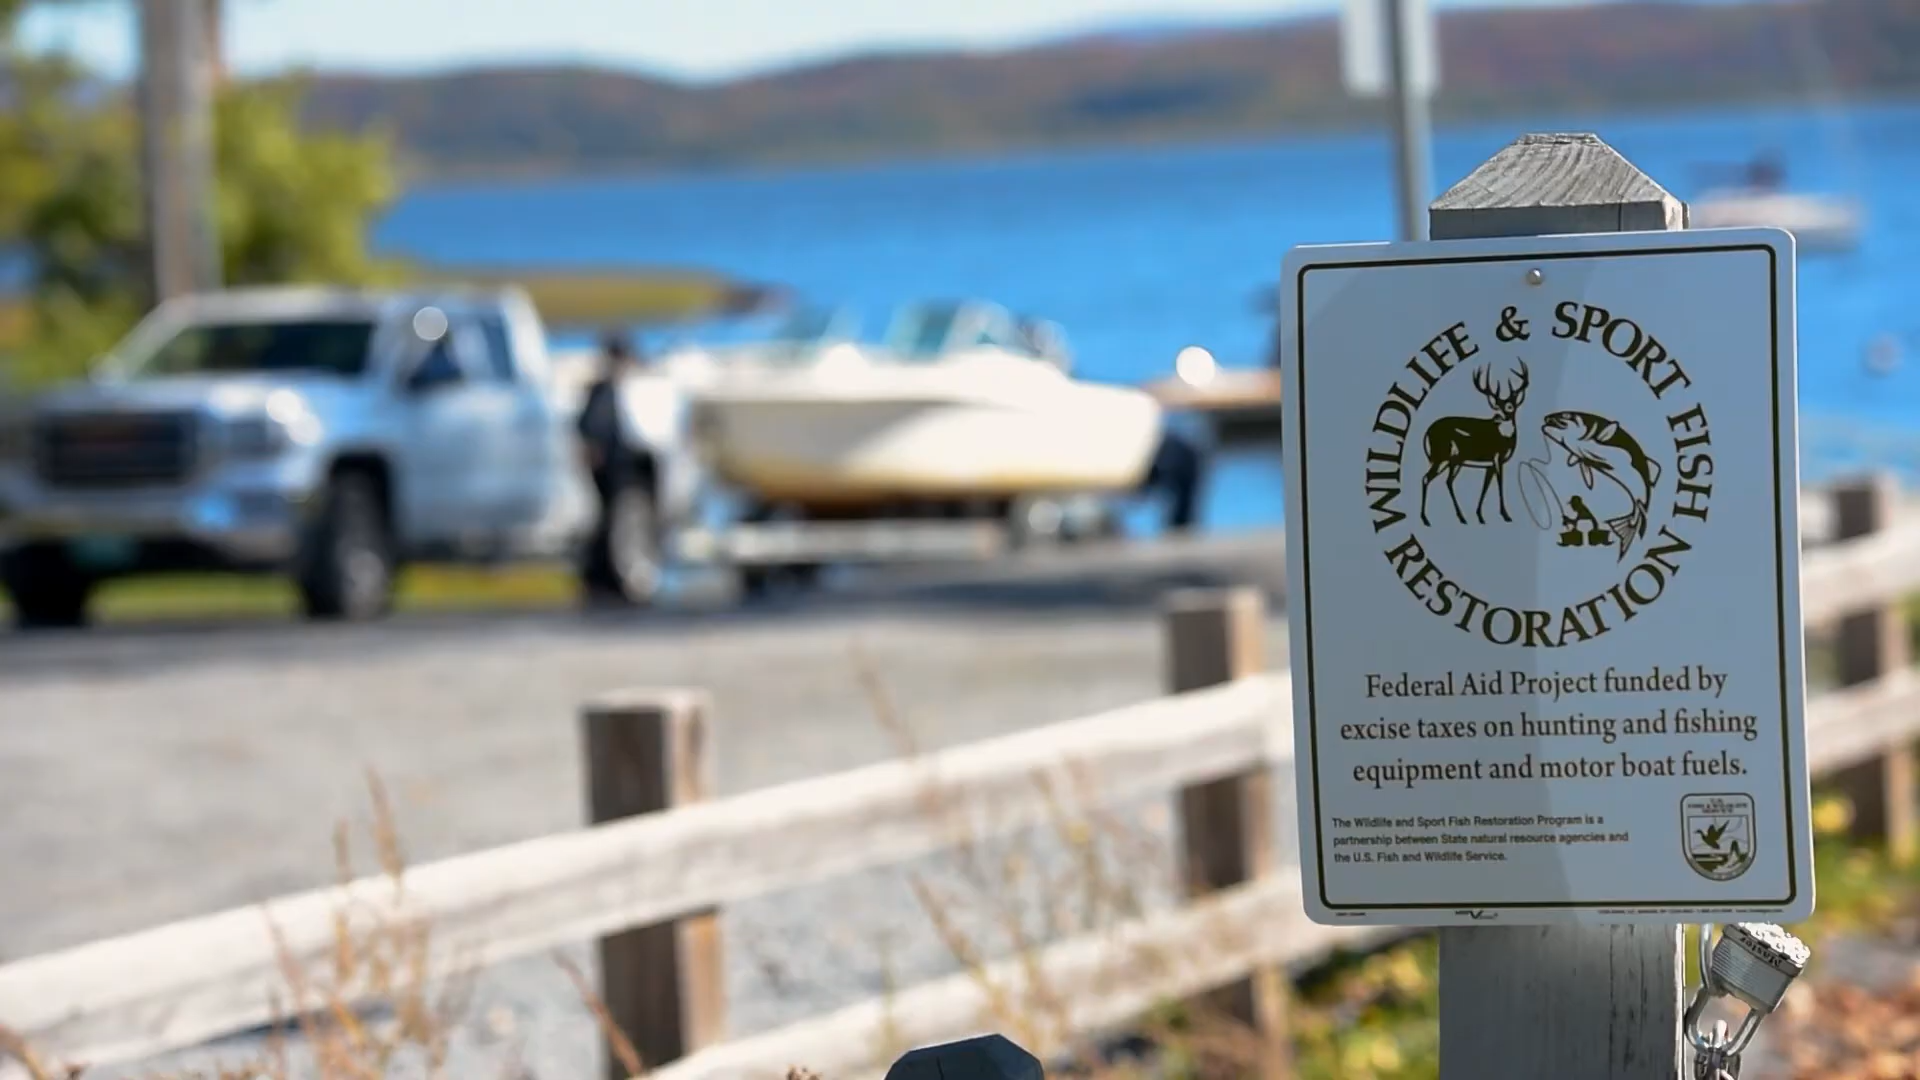 WILDLIFE & SPORT FISH
RESTORATION
Federal Aid Project funded by
excise taxes on hunting and fishing
equipment and motor boat fuels.
The Wildlife and Sport Fish Restoration Program is a
partnership between State natural resource agencies and
the U.S. Fish and Wildlife Service.
Master